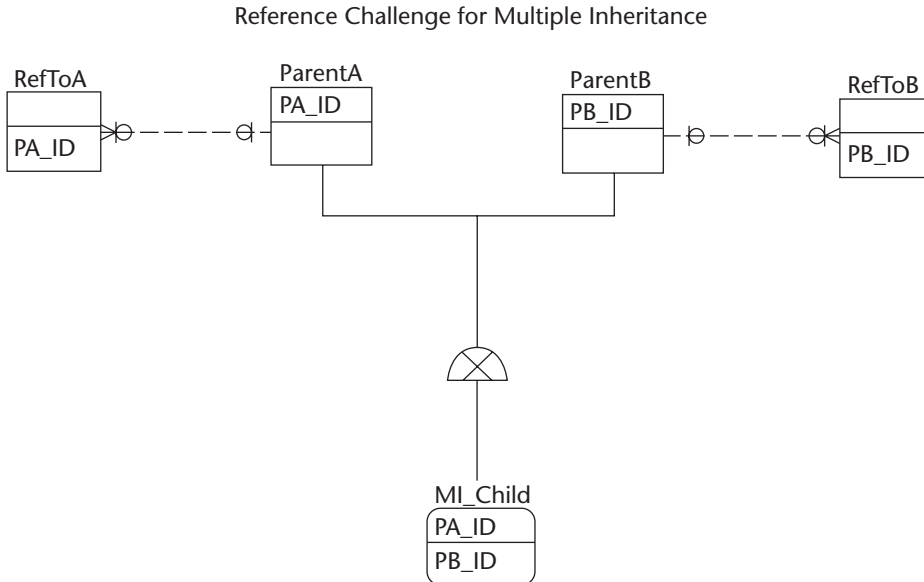 Reference Challenge for Multiple Inheritance
RefToA
PA_ID
ParentA
PA_ID
ParentB
PB_ID
RefToB
PB_ID
MI_Child
PA_ID
PB_ID